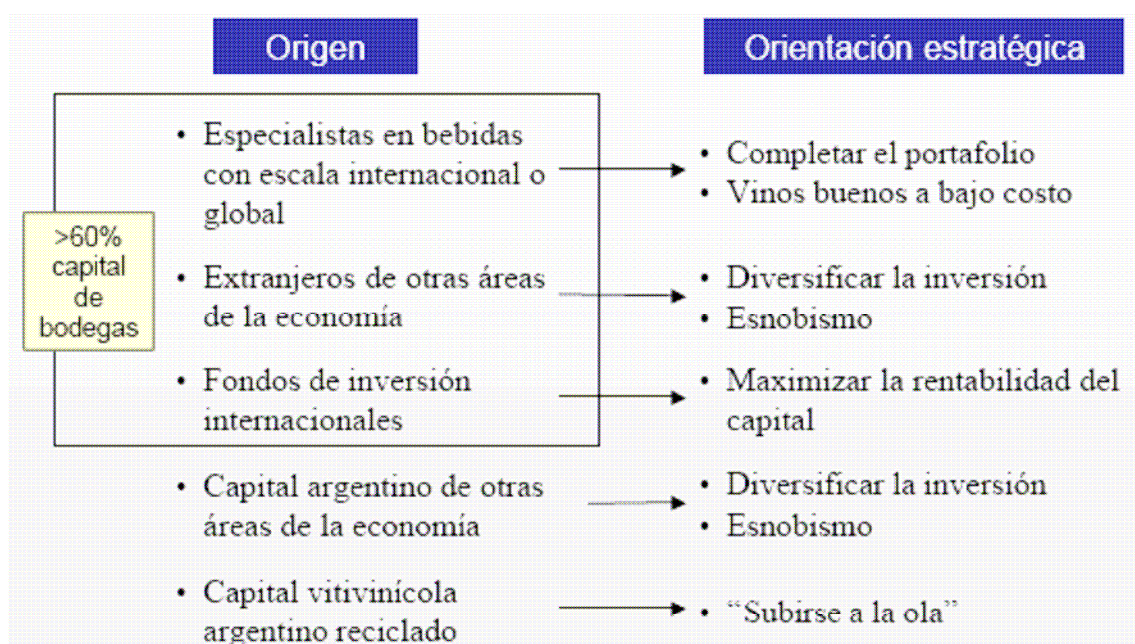 Origen
Orientación estratégica
>60%
capital
de
bodegas
• Especialistas en bebidas
con escala internacional o
global
• Completar el portafolio
• Vinos buenos a bajo costo
• Extranjeros de otras áreas
de la economía
• Diversificar la inversión
• Esnobismo
• Fondos de inversión
internacionales
• Maximizar la rentabilidad del
capital
• Capital argentino de otras
áreas de la economía
• Diversificar la inversión
• Esnobismo
• Capital vitivinícola
argentino reciclado
• “Subirse a la ola”